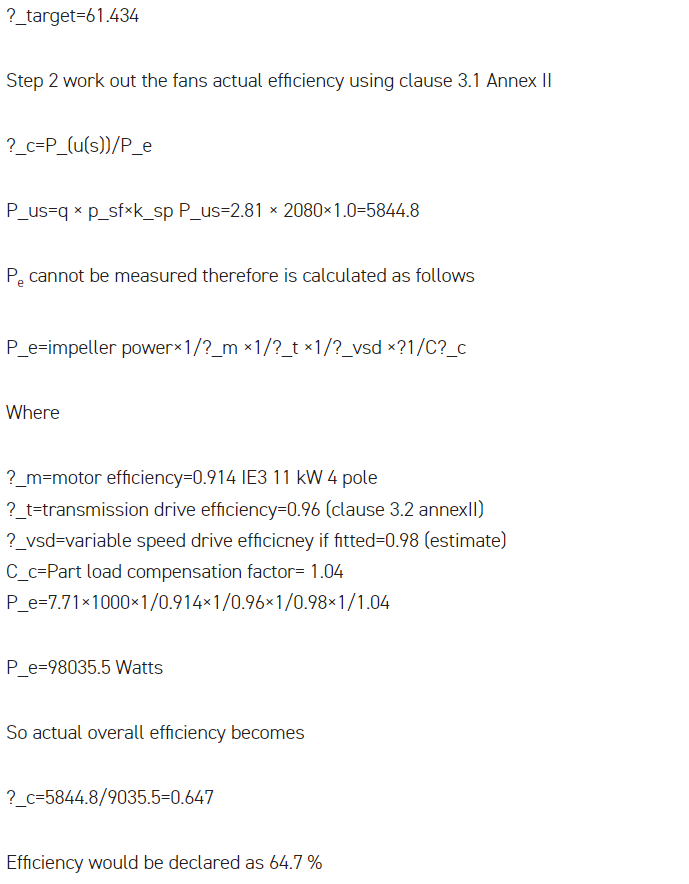 ?_target=61.434
Step 2 work out the fans actual efficiency using clause 3.1 Annex II
?_c=P_(u(s))/P_e
P_us=q × p_sf×k_sp P_us=2.81 × 2080×1.0=5844.8
Pₑ cannot be measured therefore is calculated as follows
P_e=impeller power×1/?_m ×1/?_t ×1/?_vsd ×?1/C?_c
Where
?_m=motor efficiency=0.914 IE3 11 kW 4 pole
?_t=transmission drive efficiency=0.96 (clause 3.2 annexII)
?_vsd=variable speed drive efficicney if fitted=0.98 (estimate)
C_c=Part load compensation factor= 1.04
P_e=7.71×1000×1/0.914×1/0.96×1/0.98×1/1.04
P_e=98035.5 Watts
So actual overall efficiency becomes
?_c=5844.8/9035.5=0.647
Efficiency would be declared as 64.7 %